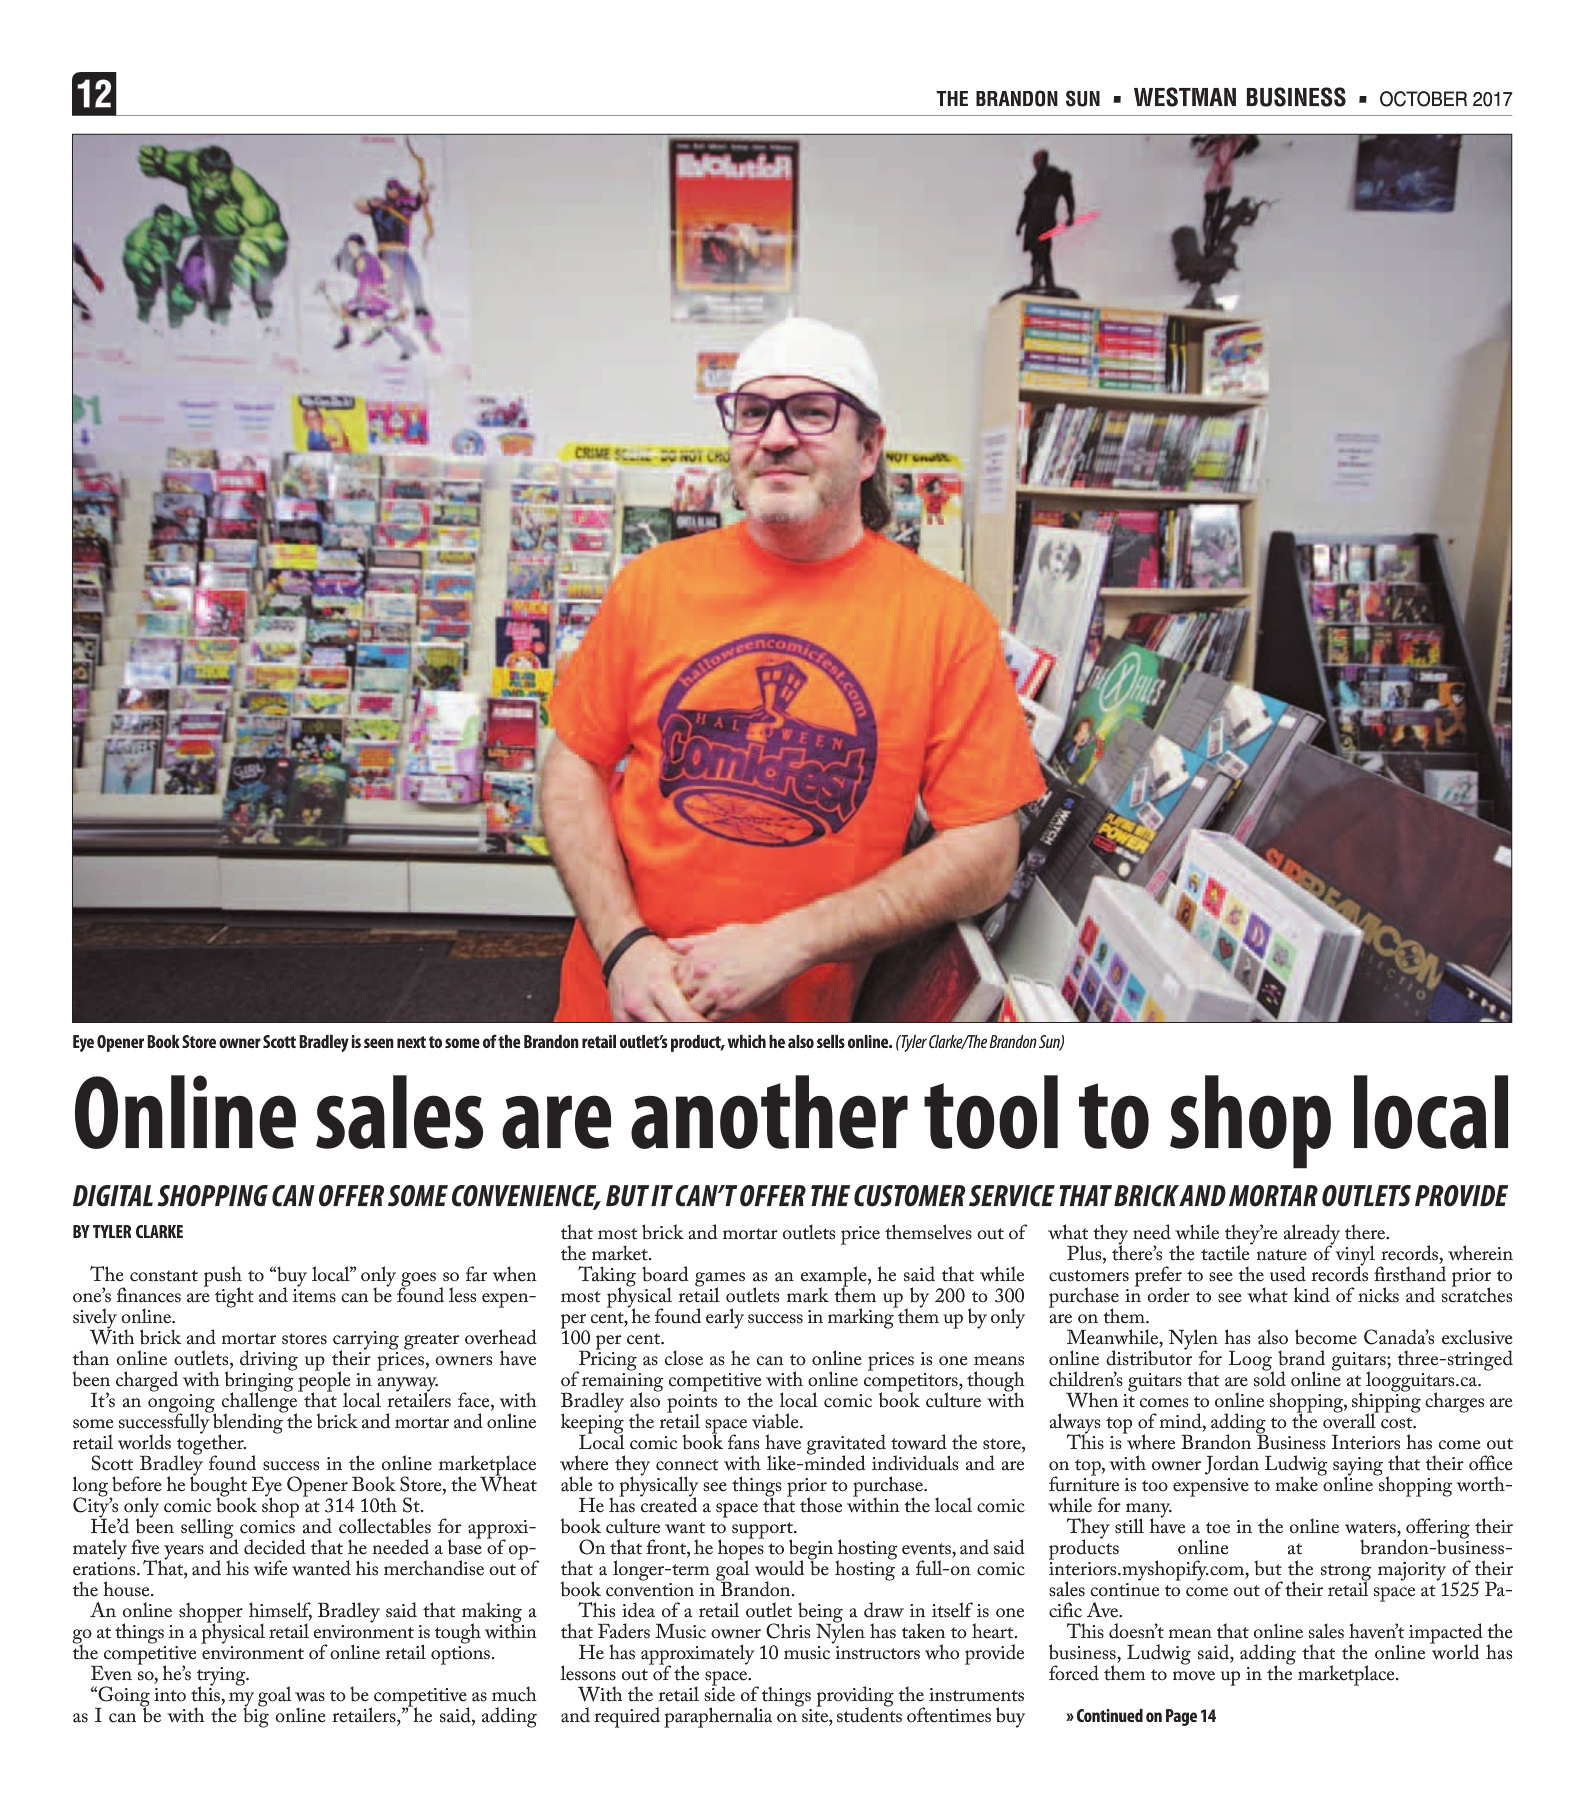 12
THE BRANDON SUN ▪ WESTMAN BUSINESS ▪ OCTOBER 2017
Evolution
CRIME SCENE DO NOT CRO
NOT CROSS
halloweencomicfest.com
HALLOWEEN
ComicFest
THE X FILES
WATCH
PLAYING WITH
POWER
SUPER FAMICOM
Eye Opener Book Store owner Scott Bradley is seen next to some of the Brandon retail outlet's product, which he also sells online. (Tyler Clarke/The Brandon Sun)
Online sales are another tool to shop local
DIGITAL SHOPPING CAN OFFER SOME CONVENIENCE, BUT IT CAN'T OFFER THE CUSTOMER SERVICE THAT BRICK AND MORTAR OUTLETS PROVIDE
BY TYLER CLARKE
The constant push to “buy local” only goes so far when
one's finances are tight and items can be found less expen-
sively online.
With brick and mortar stores carrying greater overhead
than online outlets, driving up their prices, owners have
been charged with bringing people in anyway.
It's an ongoing challenge that local retailers face, with
some successfully blending the brick and mortar and online
retail worlds together.
Scott Bradley found success in the online marketplace
long before he bought Eye Opener Book Store, the Wheat
City's only comic book shop at 314 10th St.
He'd been selling comics and collectables for approxi-
mately five years and decided that he needed a base of op-
erations. That, and his wife wanted his merchandise out of
the house.
An online shopper himself, Bradley said that making a
go at things in a physical retail environment is tough within
the competitive environment of online retail options.
Even so, he's trying.
“Going into this, my goal was to be competitive as much
as I can be with the big online retailers,” he said, adding
that most brick and mortar outlets price themselves out of
the market.
Taking board games as an example, he said that while
most physical retail outlets mark them up by 200 to 300
per cent, he found early success in marking them up by only
100 per cent.
Pricing as close as he can to online prices is one means
of remaining competitive with online competitors, though
Bradley also points to the local comic book culture with
keeping the retail space viable.
Local comic book fans have gravitated toward the store,
where they connect with like-minded individuals and are
able to physically see things prior to purchase.
He has created a space that those within the local comic
book culture want to support.
On that front, he hopes to begin hosting events, and said
that a longer-term goal would be hosting a full-on comic
book convention in Brandon.
This idea of a retail outlet being a draw in itself is one
that Faders Music owner Chris Nylen has taken to heart.
He has approximately 10 music instructors who provide
lessons out of the space.
With the retail side of things providing the instruments
and required paraphernalia on site, students oftentimes buy
what they need while they're already there.
Plus, there's the tactile nature of vinyl records, wherein
customers prefer to see the used records firsthand prior to
purchase in order to see what kind of nicks and scratches
are on them.
Meanwhile, Nylen has also become Canada's exclusive
online distributor for Loog brand guitars; three-stringed
children's guitars that are sold online at loogguitars.ca.
When it comes to online shopping, shipping charges are
always top of mind, adding to the overall cost.
This is where Brandon Business Interiors has come out
on top, with owner Jordan Ludwig saying that their office
furniture is too expensive to make online shopping worth-
while for many.
They still have a toe in the online waters, offering their
products online at brandon-business-
interiors.myshopify.com, but the strong majority of their
sales continue to come out of their retail space at 1525 Pa-
cific Ave.
This doesn't mean that online sales haven't impacted the
business, Ludwig said, adding that the online world has
forced them to move up in the marketplace.
» Continued on Page 14